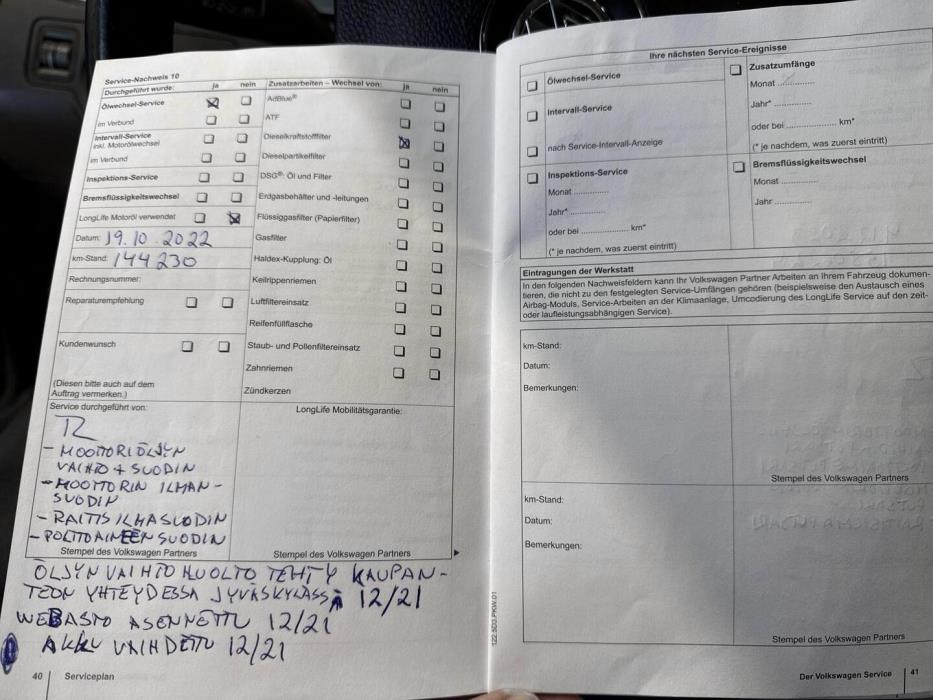 Service-Nachweis 10
Durchgeführt wurde: ja nein
Ölwechsel-Service
im Verbund
Intervall-Service
inkl. Motorölwechsel
im Verbund
Inspektions-Service
Bremsflüssigkeitswechsel
LongLife Motoröl verwendet
Datum: 19.10.2022
km-Stand: 144230
Rechnungsnummer:
Reparaturempfehlung
Kundenwunsch
(Diesen bitte auch auf dem
Auftrag vermerken.)
Zusatzarbeiten – Wechsel von: ja nein
AdBlue®
ATF
Dieselkraftstofffilter
Dieselpartikelfilter
DSG®: Öl und Filter
Erdgasbehälter und -leitungen
Flüssiggasfilter (Papierfilter)
Gasfilter
Haldex-Kupplung: Öl
Keilrippenriemen
Luftfiltereinsatz
Reifenfüllflasche
Staub- und Pollenfiltereinsatz
Zahnriemen
Zündkerzen
Service durchgeführt von:
- MOOTTORIÖLJYN
VAIHTO + SUODIN
- MOOTTORIN ILMAN-
SUODIN
- RAITIS ILMASUODIN
- POLTTOAINEEN SUODIN
Stempel des Volkswagen Partners
LongLife Mobilitätsgarantie:
Stempel des Volkswagen Partners
ÖLJYN VAIHTO HUOLTO TEHTY KAUPAN-
TEON YHTEYDESSÄ JYVÄSKYLÄSSÄ 12/21
WEBASTO ASENNETTU 12/21
AKKU VAIHDETTU 12/21
40 Serviceplan
Ihre nächsten Service-Ereignisse
Ölwechsel-Service
Intervall-Service
nach Service-Intervall-Anzeige
Inspektions-Service
Monat ............
Jahr* ............
oder bei ............ km*
(* je nachdem, was zuerst eintritt)
Zusatzumfänge
Monat ............
Jahr* ............
oder bei ............ km*
(* je nachdem, was zuerst eintritt)
Bremsflüssigkeitswechsel
Monat ............
Jahr ............
Eintragungen der Werkstatt
In den folgenden Nachweisfeldern kann Ihr Volkswagen Partner Arbeiten an Ihrem Fahrzeug dokumen-
tieren, die nicht zu den festgelegten Service-Umfängen gehören (beispielsweise den Austausch eines
Airbag-Moduls, Service-Arbeiten an der Klimaanlage, Umcodierung des LongLife Service auf den zeit-
oder laufleistungsabhängigen Service).
km-Stand:
Datum:
Bemerkungen:
Stempel des Volkswagen Partners
km-Stand:
Datum:
Bemerkungen:
Stempel des Volkswagen Partners
122.5D3.PKW.01
Der Volkswagen Service 41